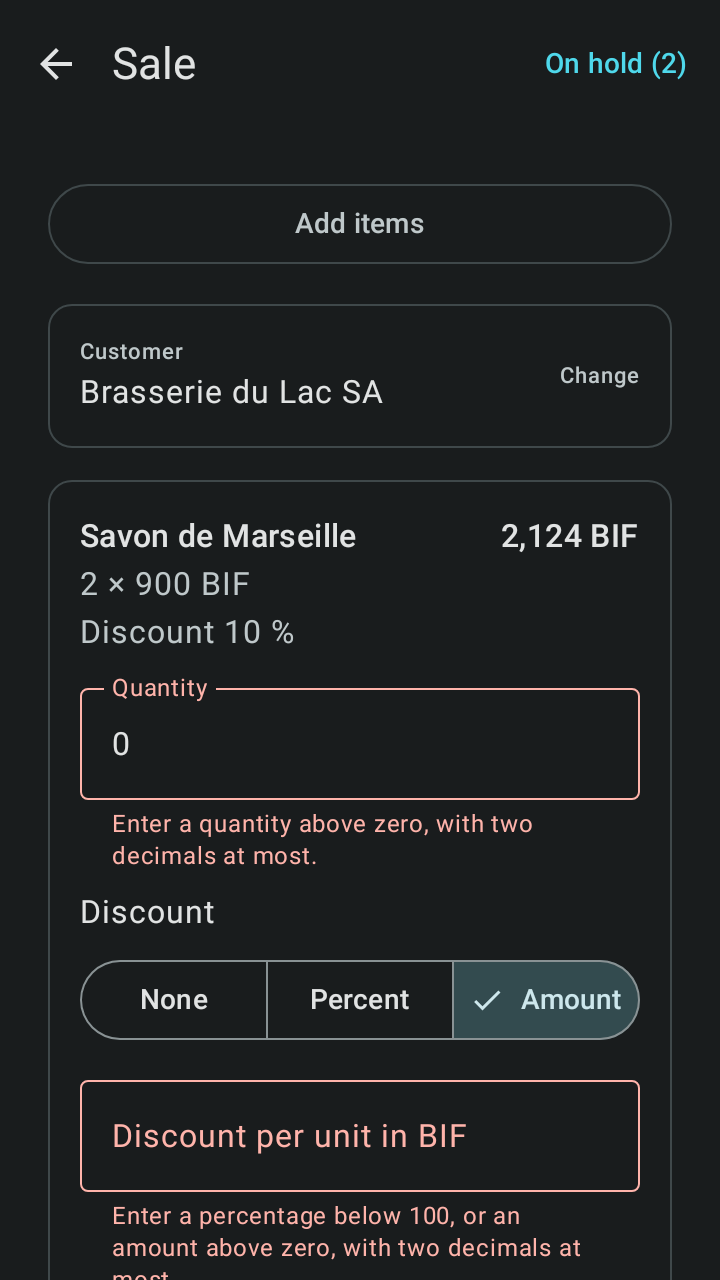 Sale
On hold (2)
Add items
Customer
Brasserie du Lac SA
Change
Savon de Marseille
2,124 BIF
2 × 900 BIF
Discount 10 %
Quantity
0
Enter a quantity above zero, with two
decimals at most.
Discount
None
Percent
Amount
Discount per unit in BIF
Enter a percentage below 100, or an
amount above zero, with two decimals at
most.